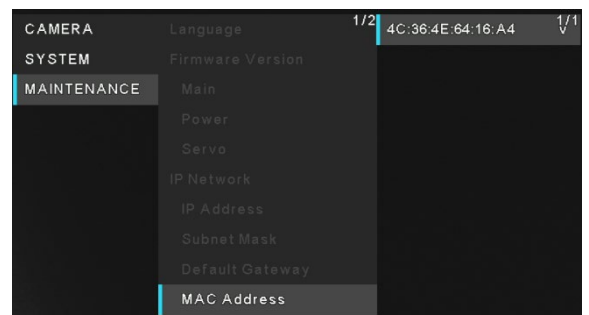 CAMERA
SYSTEM
MAINTENANCE
Language 1/2
Firmware Version
Main
Power
Servo
IP Network
IP Address
Subnet Mask
Default Gateway
MAC Address
4C:36:4E:64:16:A4 1/1
v